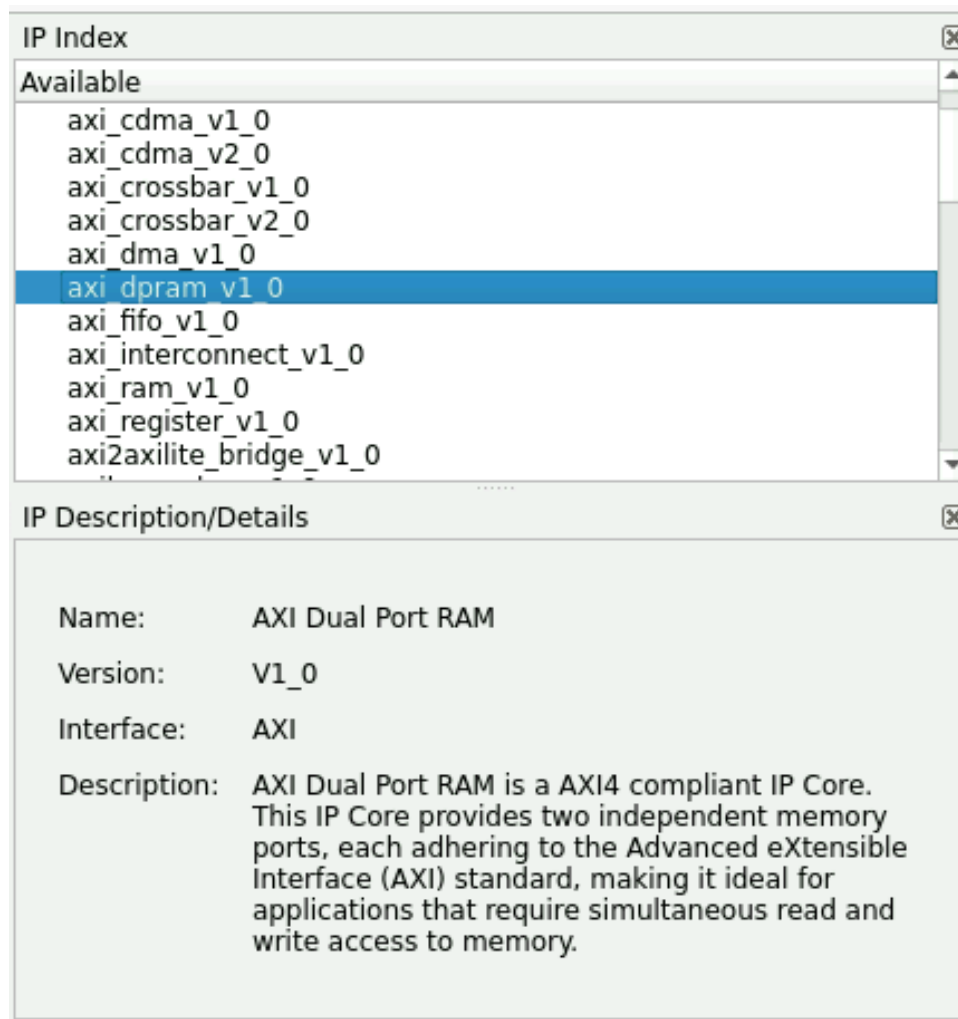 IP Index
Available
axi_cdma_v1_0
axi_cdma_v2_0
axi_crossbar_v1_0
axi_crossbar_v2_0
axi_dma_v1_0
axi_dpram_v1_0
axi_fifo_v1_0
axi_interconnect_v1_0
axi_ram_v1_0
axi_register_v1_0
axi2axilite_bridge_v1_0
IP Description/Details
Name: AXI Dual Port RAM
Version: V1_0
Interface: AXI
Description: AXI Dual Port RAM is a AXI4 compliant IP Core.
This IP Core provides two independent memory
ports, each adhering to the Advanced eXtensible
Interface (AXI) standard, making it ideal for
applications that require simultaneous read and
write access to memory.